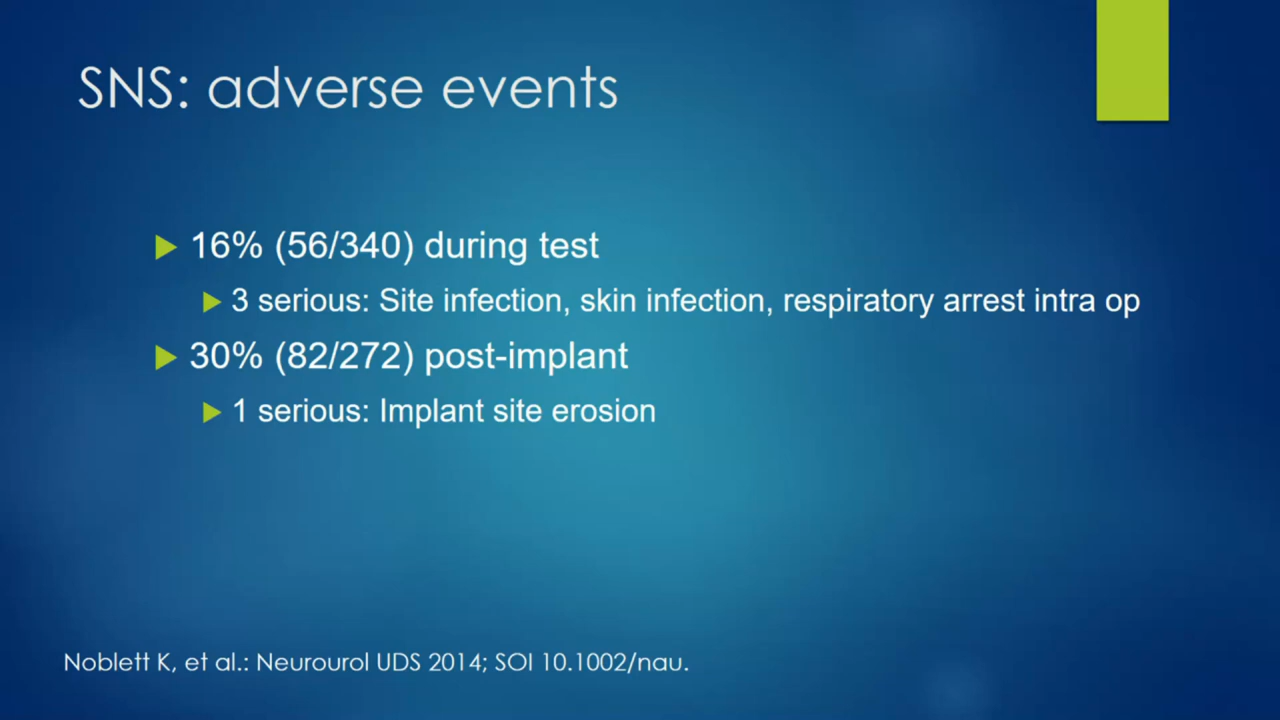 SNS: adverse events
16% (56/340) during test
3 serious: Site infection, skin infection, respiratory arrest intra op
30% (82/272) post-implant
1 serious: Implant site erosion
Noblett K, et al.: Neurourol UDS 2014; SOI 10.1002/nau.